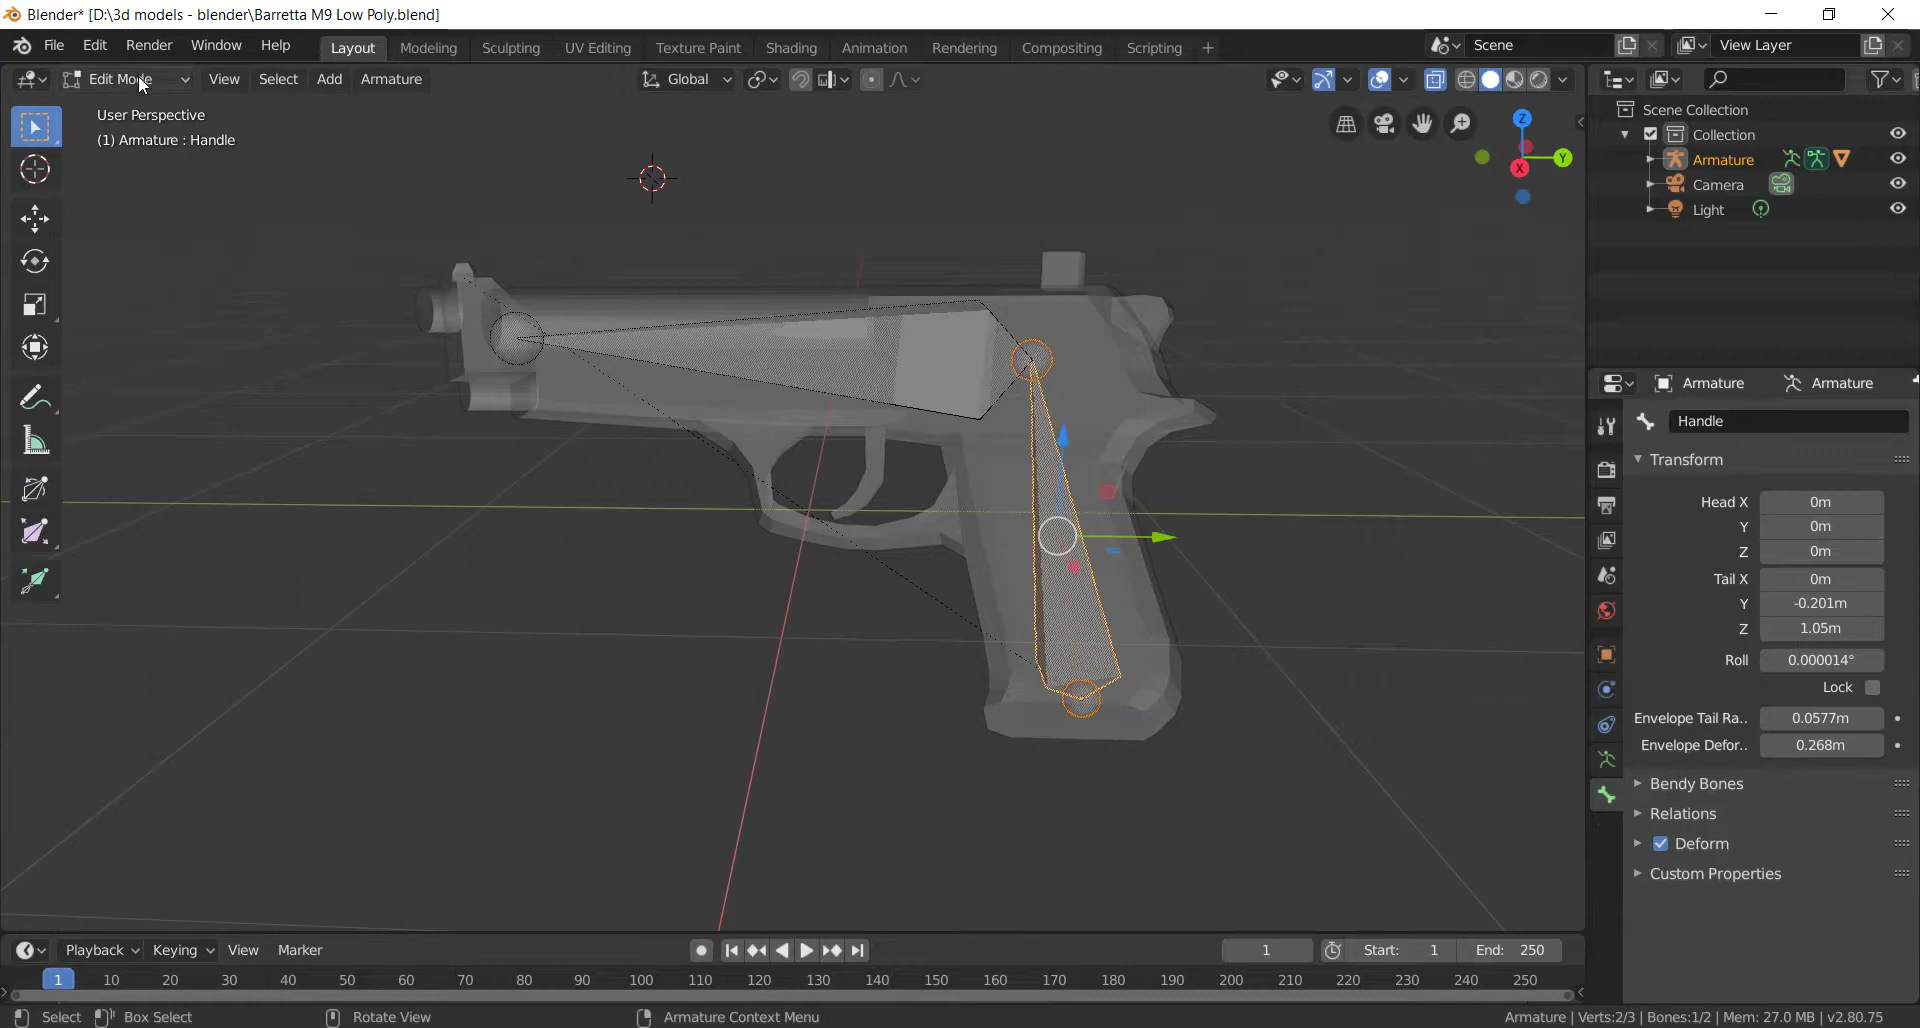 Blender* [D:\3d models - blender\Barretta M9 Low Poly.blend]
File Edit Render Window Help Layout Modeling Sculpting UV Editing Texture Paint Shading Animation Rendering Compositing Scripting + Scene View Layer
Edit Mode View Select Add Armature Global
User Perspective
(1) Armature : Handle
Z
Y
X
Scene Collection
Collection
Armature
Camera
Light
Armature Armature
Handle
Transform
Head X 0m
Y 0m
Z 0m
Tail X 0m
Y -0.201m
Z 1.05m
Roll 0.000014°
Lock
Envelope Tail Ra.. 0.0577m
Envelope Defor.. 0.268m
Bendy Bones
Relations
Deform
Custom Properties
Playback Keying View Marker 1 Start: 1 End: 250
1 10 20 30 40 50 60 70 80 90 100 110 120 130 140 150 160 170 180 190 200 210 220 230 240 250
Select Box Select Rotate View Armature Context Menu Armature | Verts:2/3 | Bones:1/2 | Mem: 27.0 MB | v2.80.75